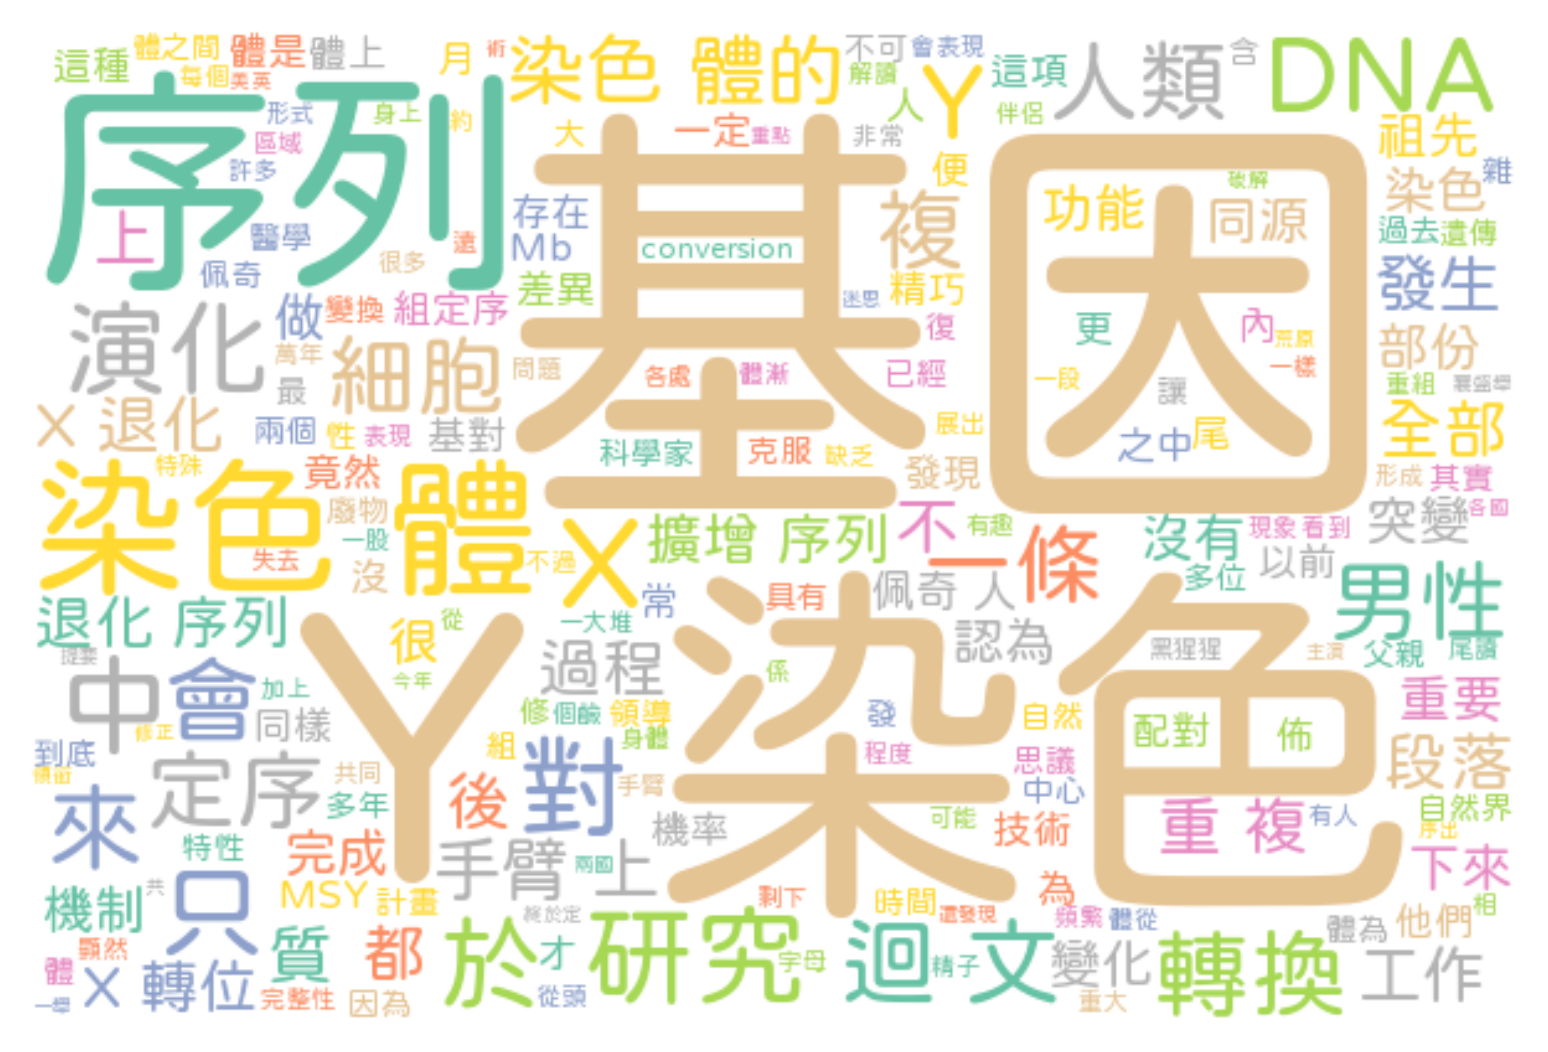 這種 體之間 體是 體上 月 術 染色 體的 不可 會表現 這項 人類 含 DNA
每個 美英 解讀 Y 人 伴侶
序列 形式 身上 約 大 一定 重點 非常 祖先
區域 許多 基因 便 功能 破解 同源 染色 雜
上 醫學 佩奇 很多 遠 存在 Mb conversion 複 過去 遺傳
差異 迷思 精巧 發生
演化 做 變換 組定序 復 更 內 荒原 部份
萬年 最 細胞 問題 各處 體漸 已經 一段 讓 一樣 重組
X 退化 兩個 性 表現 基對 展出 之中 尾 全部
科學家 克服 缺乏 發現
染色體 特殊 竟然 形成 其實
廢物 一股 X 擴增 序列 不 有趣 一條 沒有 現象 看到 突變 各國
失去 沒 不過 多位 以前
退化 序列 常 具有 佩奇 人 男性
很 從 一大堆 過程 認為 黑猩猩 主演 父親 尾讀
提要 中 會 加上 Y 今年 係 染色 重要
修正 同樣 修 個鹼 領導 發 自然 配對 佈
到底 定序 共同 組 對 身體 程度 思議 段落
領銜 來 多年 後 手臂 中心 自然界
特性 完成 手臂 上 機率 可能 技術 重 複 有人 序出
兩國 下來
機制 共 只 MSY 計畫 終於定 剩下 時間 還發現 為 頻繁 體從 相
顯然 質 都 於 才 研究 字母 迴文 體為 他們
體 X 轉位 精子 變化 轉換 工作
完整性 因為 從頭 重大